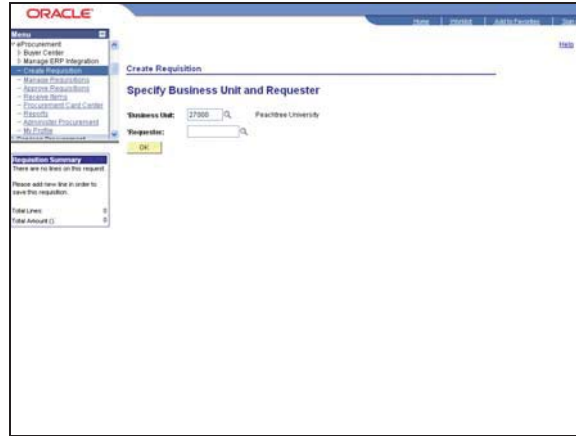 ORACLE
Home | Worklist | Add to Favorites | Sign
Menu
eProcurement
Buyer Center
Manage ERP Integration
– Create Requisition
– Manage Requisitions
– Approve Requisitions
– Receive Items
– Procurement Card Center
– Reports
– Administer Procurement
– My Profile
Help
Create Requisition
Specify Business Unit and Requester
*Business Unit: 27000 Peachtree University
*Requester:
OK
Requisition Summary
There are no lines on this request.
Please add new line in order to
save this requisition.
Total Lines: 0
Total Amount (): 0